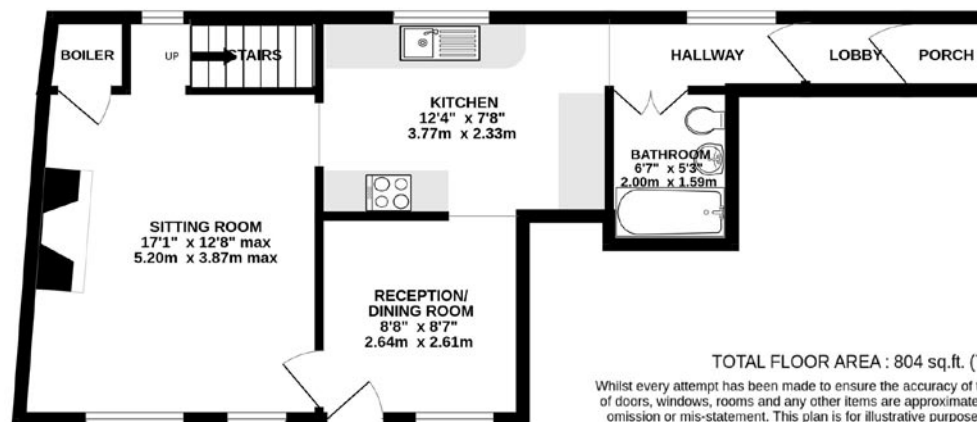 BOILER
UP
STAIRS
HALLWAY
LOBBY
PORCH
KITCHEN
12'4" x 7'8"
3.77m x 2.33m
BATHROOM
6'7" x 5'3"
2.00m x 1.59m
SITTING ROOM
17'1" x 12'8" max
5.20m x 3.87m max
RECEPTION/
DINING ROOM
8'8" x 8'7"
2.64m x 2.61m
TOTAL FLOOR AREA : 804 sq.ft. (
Whilst every attempt has been made to ensure the accuracy of
of doors, windows, rooms and any other items are approximate
omission or mis-statement. This plan is for illustrative purpose